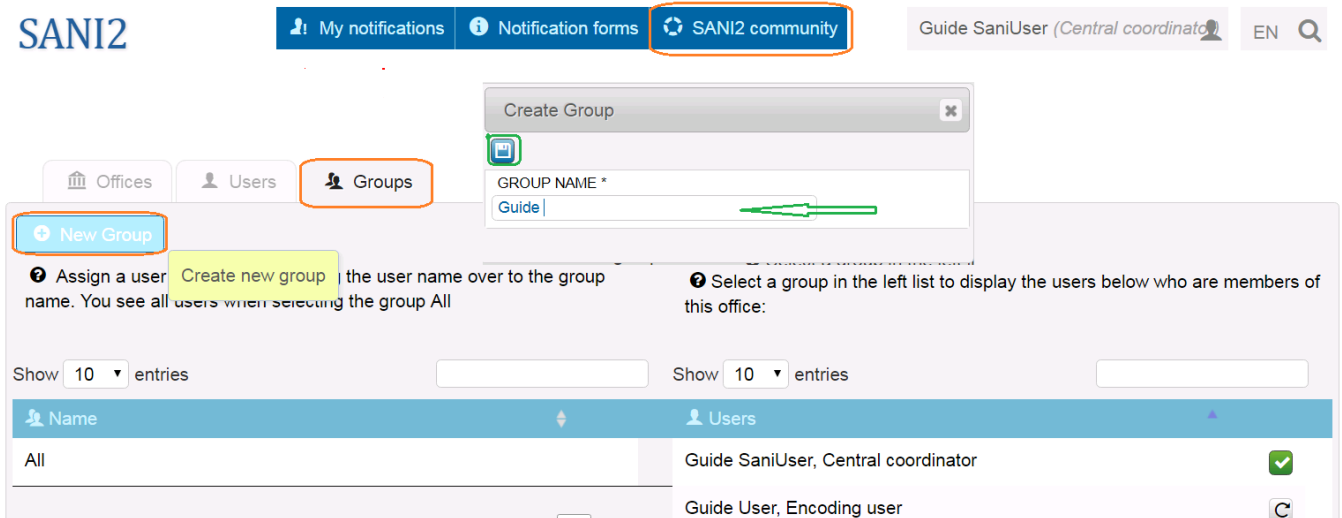 SANI2
My notifications
Notification forms
SANI2 community
Guide SaniUser (Central coordinator)
EN
Create Group
GROUP NAME *
Guide
Offices
Users
Groups
New Group
Create new group
Assign a user
the user name over to the group
name. You see all users when selecting the group All
Select a group in the left list to display the users below who are members of
this office:
Show 10 entries
Show 10 entries
Name
Users
All
Guide SaniUser, Central coordinator
Guide User, Encoding user